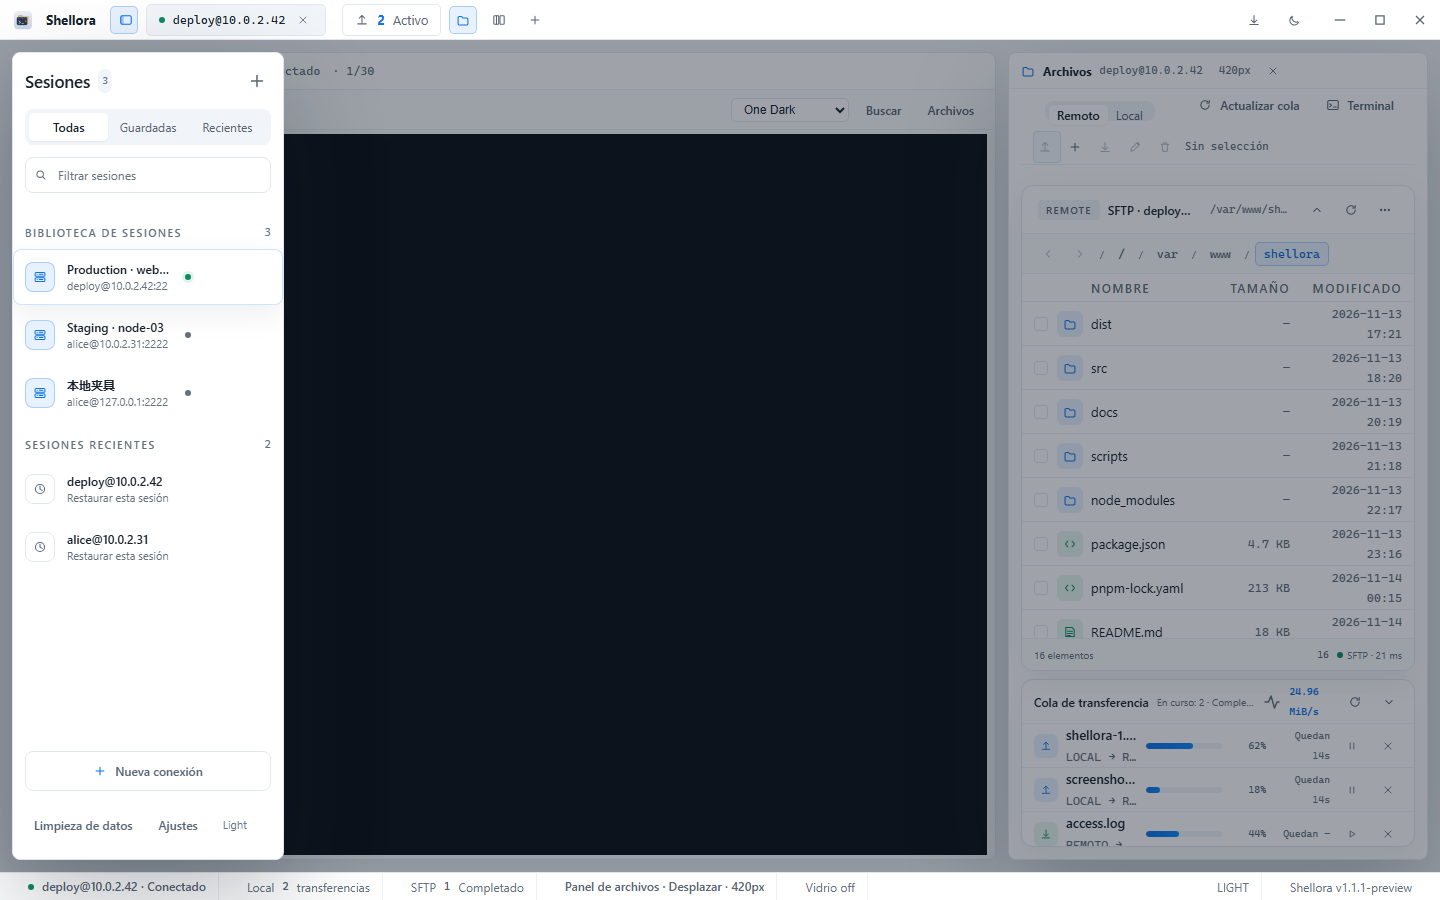 Shellora
deploy@10.0.2.42
2 Activo
Sesiones 3
Todas Guardadas Recientes
Filtrar sesiones
BIBLIOTECA DE SESIONES 3
Production · web...
deploy@10.0.2.42:22
Staging · node-03
alice@10.0.2.31:2222
本地夹具
alice@127.0.0.1:2222
SESIONES RECIENTES 2
deploy@10.0.2.42
Restaurar esta sesión
alice@10.0.2.31
Restaurar esta sesión
Nueva conexión
Limpieza de datos Ajustes Light
ctado · 1/30
One Dark Buscar Archivos
Archivos deploy@10.0.2.42 420px
Remoto Local Actualizar cola Terminal
Sin selección
REMOTE SFTP · deploy... /var/www/sh...
/ / / var / www / shellora
NOMBRE TAMAÑO MODIFICADO
dist — 2026-11-13 17:21
src — 2026-11-13 18:20
docs — 2026-11-13 20:19
scripts — 2026-11-13 21:18
node_modules — 2026-11-13 22:17
package.json 4.7 KB 2026-11-13 23:16
pnpm-lock.yaml 213 KB 2026-11-14 00:15
README.md 18 KB 2026-11-14
16 elementos 16 SFTP · 21 ms
Cola de transferencia En curso: 2 · Comple... 24.96 MiB/s
shellora-1.... 62% Quedan 14s
LOCAL → R...
screensho... 18% Quedan 14s
LOCAL → R...
access.log 44% Quedan —
REMOTO →
deploy@10.0.2.42 · Conectado Local 2 transferencias SFTP 1 Completado Panel de archivos · Desplazar · 420px Vidrio off LIGHT Shellora v1.1.1-preview